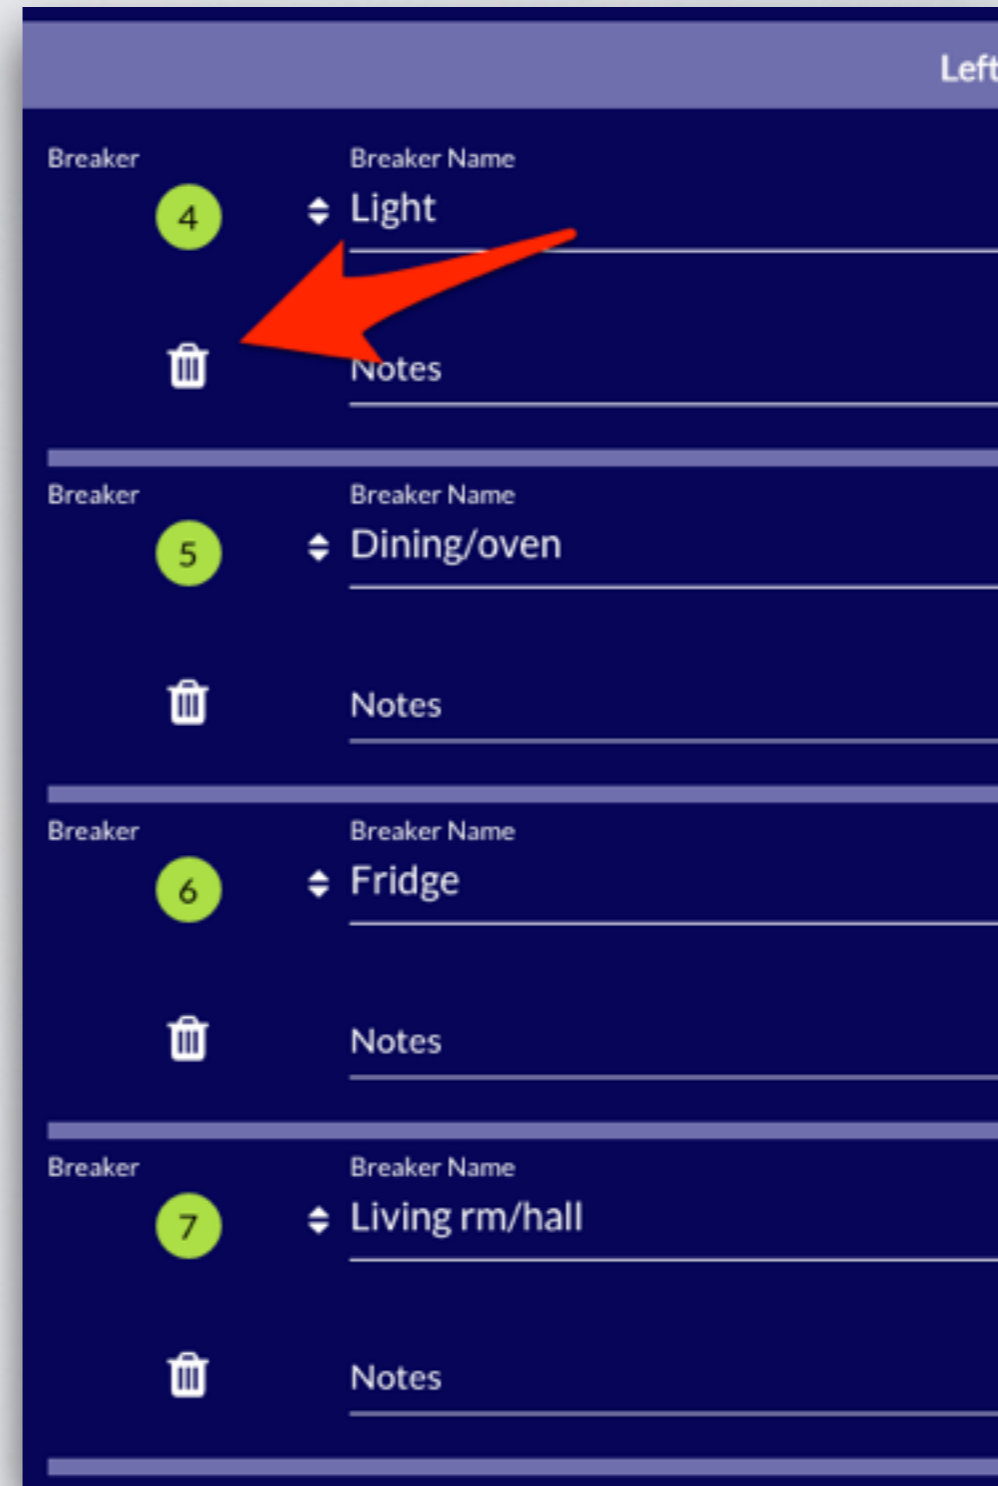 Left
Breaker Breaker Name
4 Light
Notes
Breaker Breaker Name
5 Dining/oven
Notes
Breaker Breaker Name
6 Fridge
Notes
Breaker Breaker Name
7 Living rm/hall
Notes